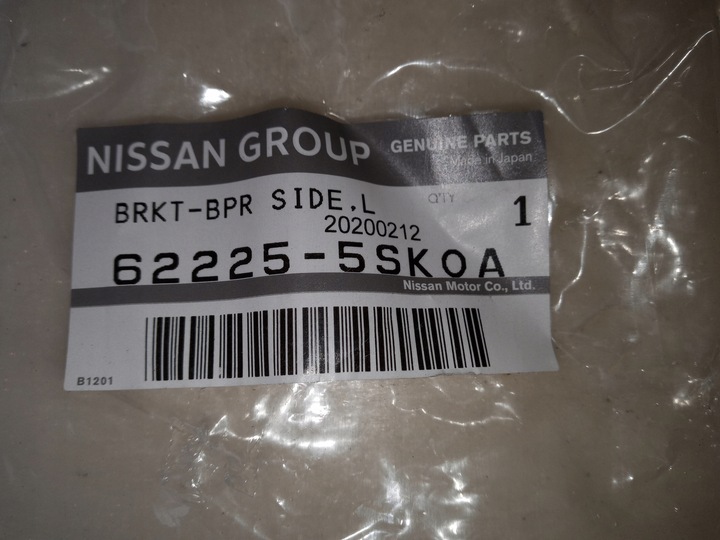 NISSAN GROUP
GENUINE PARTS
Made in Japan
BRKT-BPR SIDE,L
Q'TY
1
20200212
62225-5SK0A
Nissan Motor Co., Ltd.
B1201